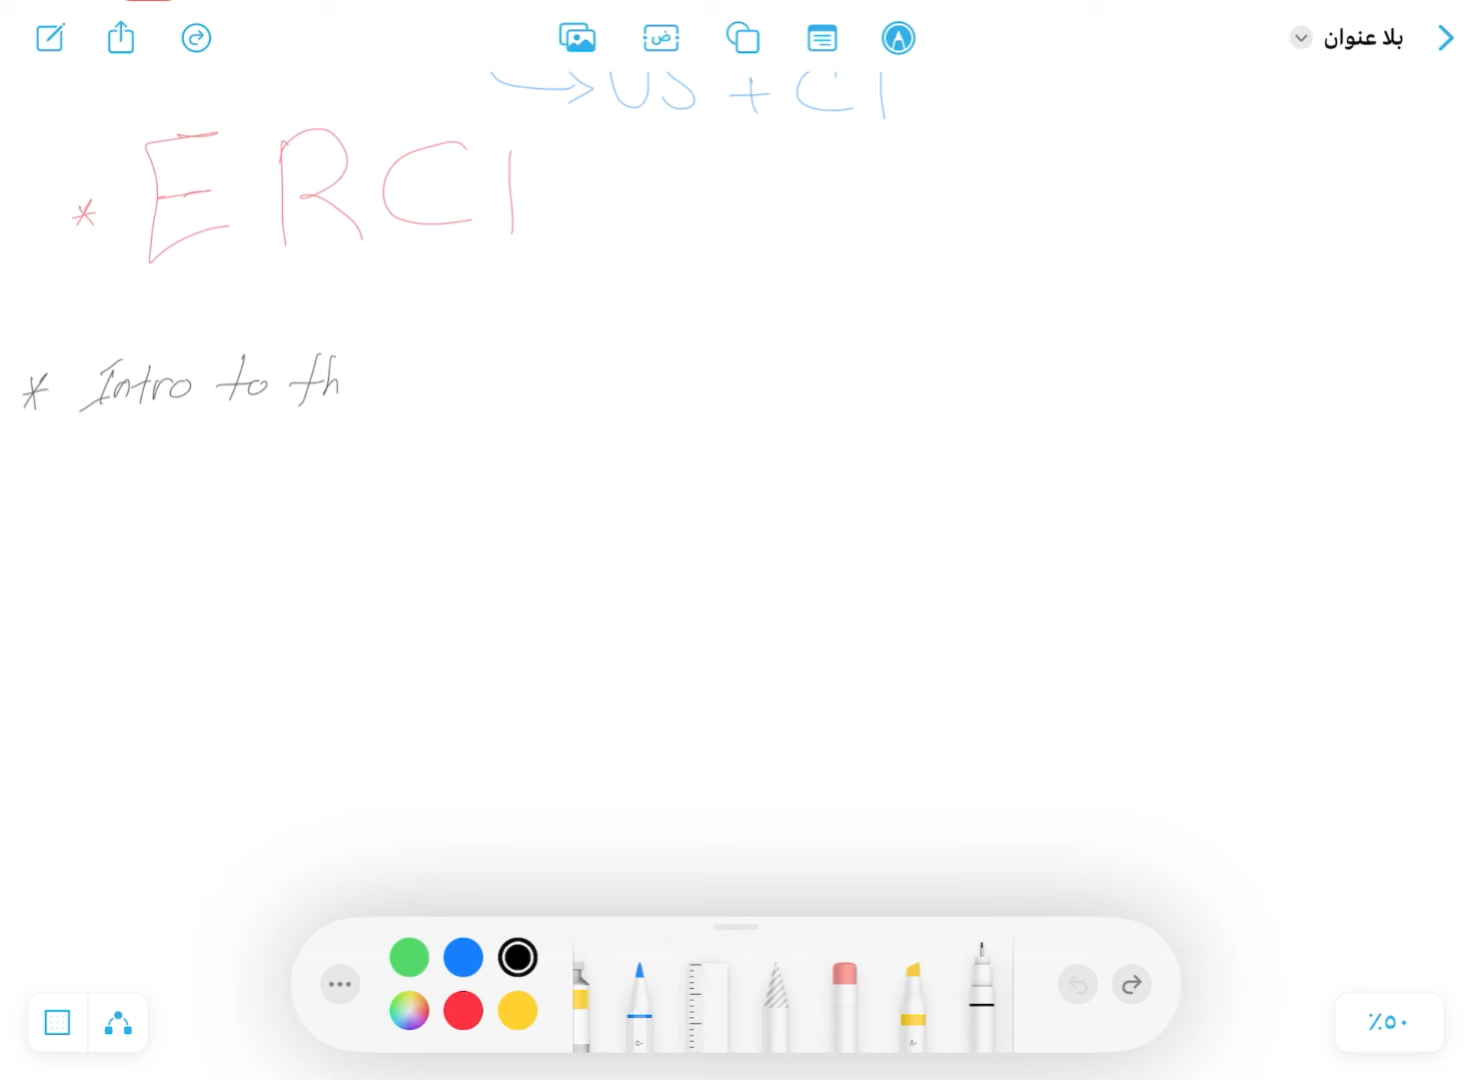 بلا عنوان
→ US + CI
* ERCI
* Intro to th
٪٥٠